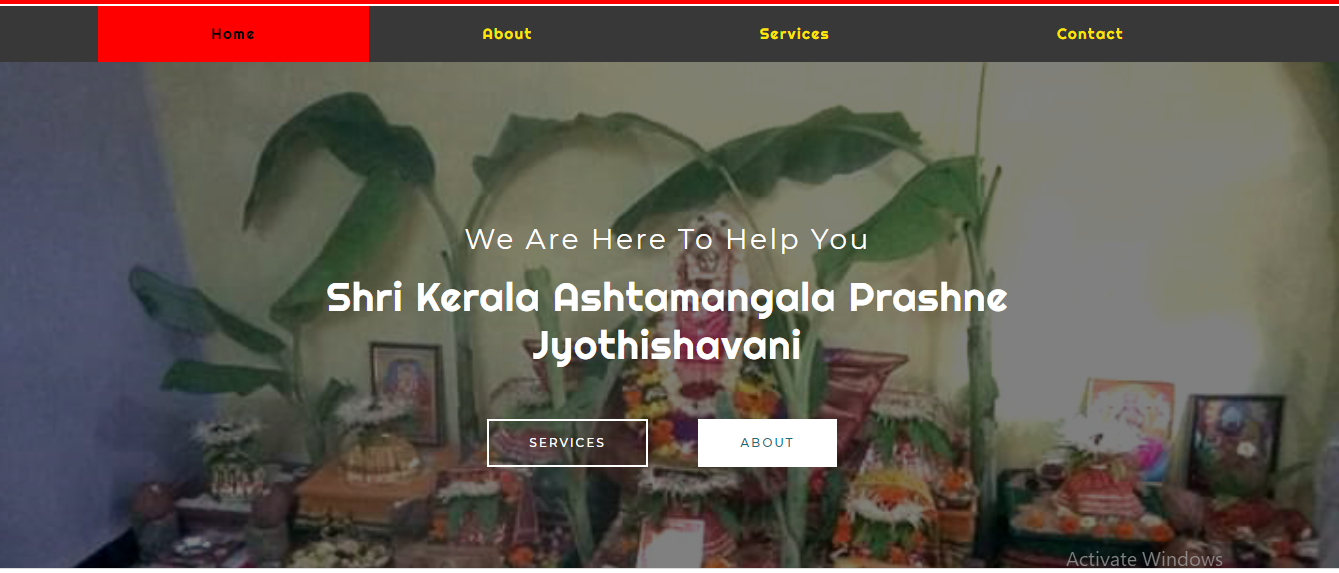 Home
About
Services
Contact
We Are Here To Help You
Shri Kerala Ashtamangala Prashne
Jyothishavani
SERVICES
ABOUT
Activate Windows